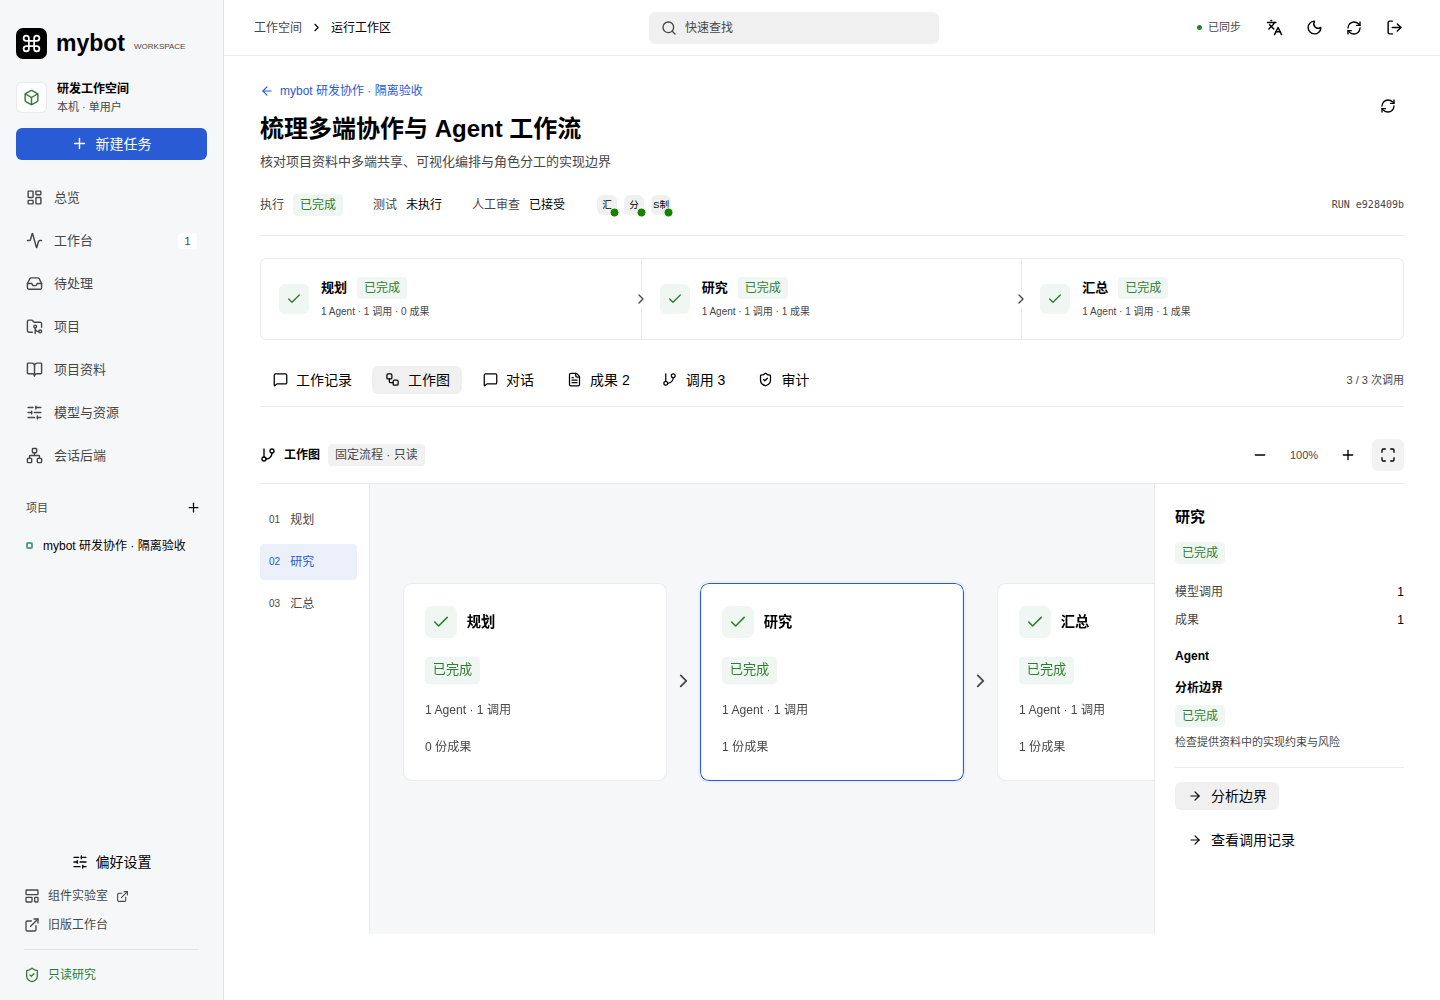 mybot WORKSPACE
研发工作空间
本机 · 单用户
新建任务
总览
工作台 1
待处理
项目
项目资料
模型与资源
会话后端
项目
mybot 研发协作 · 隔离验收
偏好设置
组件实验室
旧版工作台
只读研究
工作空间 运行工作区
快速查找
已同步
mybot 研发协作 · 隔离验收
梳理多端协作与 Agent 工作流
核对项目资料中多端共享、可视化编排与角色分工的实现边界
执行 已完成 测试 未执行 人工审查 已接受 汇 分 S制
RUN e928409b
规划 已完成
1 Agent · 1 调用 · 0 成果
研究 已完成
1 Agent · 1 调用 · 1 成果
汇总 已完成
1 Agent · 1 调用 · 1 成果
工作记录 工作图 对话 成果 2 调用 3 审计
3 / 3 次调用
工作图 固定流程 · 只读
100%
01 规划
02 研究
03 汇总
规划
已完成
1 Agent · 1 调用
0 份成果
研究
已完成
1 Agent · 1 调用
1 份成果
汇总
已完成
1 Agent · 1 调用
1 份成果
研究
已完成
模型调用 1
成果 1
Agent
分析边界
已完成
检查提供资料中的实现约束与风险
分析边界
查看调用记录